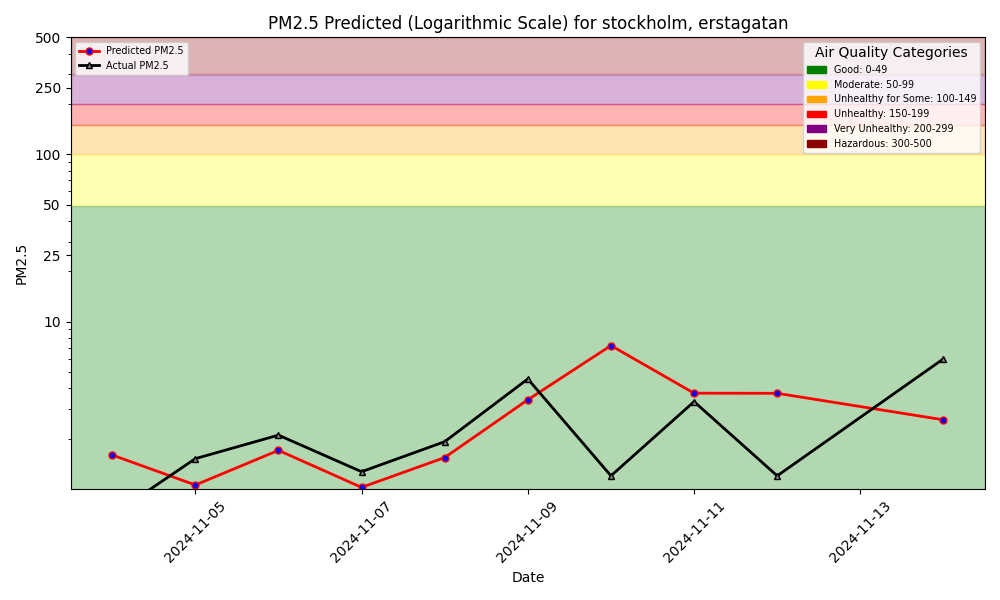 PM2.5 Predicted (Logarithmic Scale) for stockholm, erstagatan
Predicted PM2.5
Actual PM2.5
Air Quality Categories
Good: 0-49
Moderate: 50-99
Unhealthy for Some: 100-149
Unhealthy: 150-199
Very Unhealthy: 200-299
Hazardous: 300-500
500
250
100
50
25
10
PM2.5
2024-11-05
2024-11-07
2024-11-09
2024-11-11
2024-11-13
Date